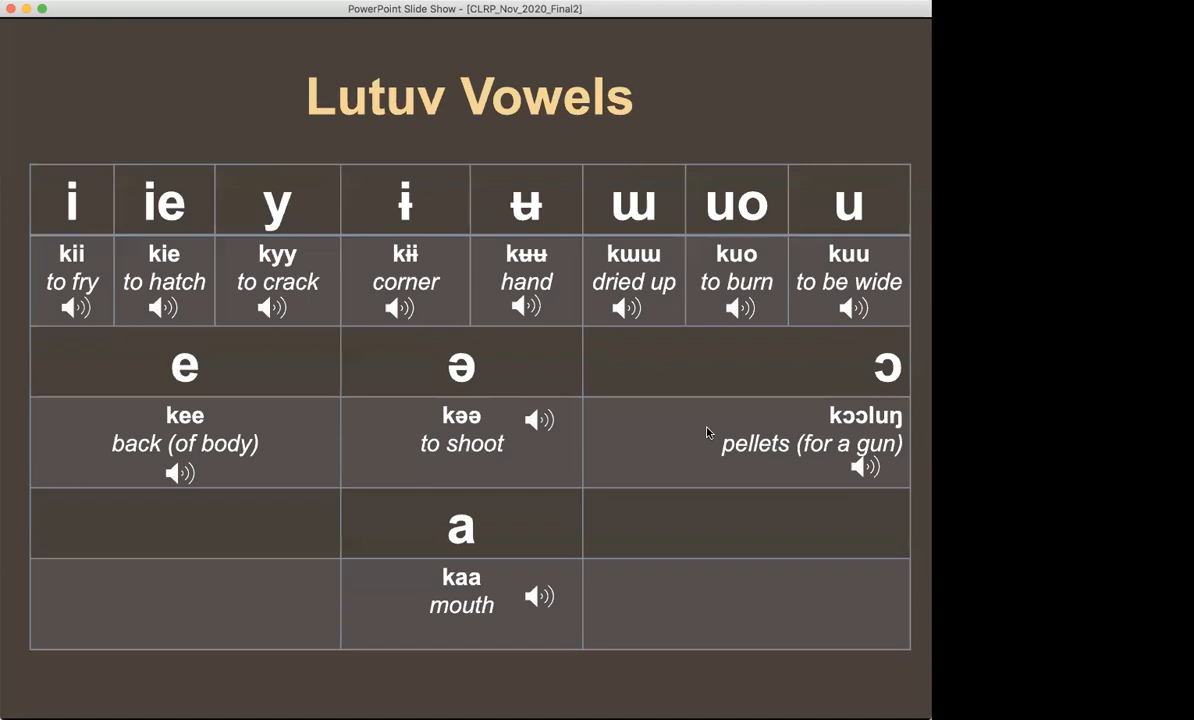 PowerPoint Slide Show - [CLRP_Nov_2020_Final2]
Lutuv Vowels
i ie y ɨ ʉ ɯ uo u
kii kie kyy kɨɨ kʉʉ kɯɯ kuo kuu
to fry to hatch to crack corner hand dried up to burn to be wide
e ə ɔ
kee kəə kɔɔluŋ
back (of body) to shoot pellets (for a gun)
a
kaa
mouth